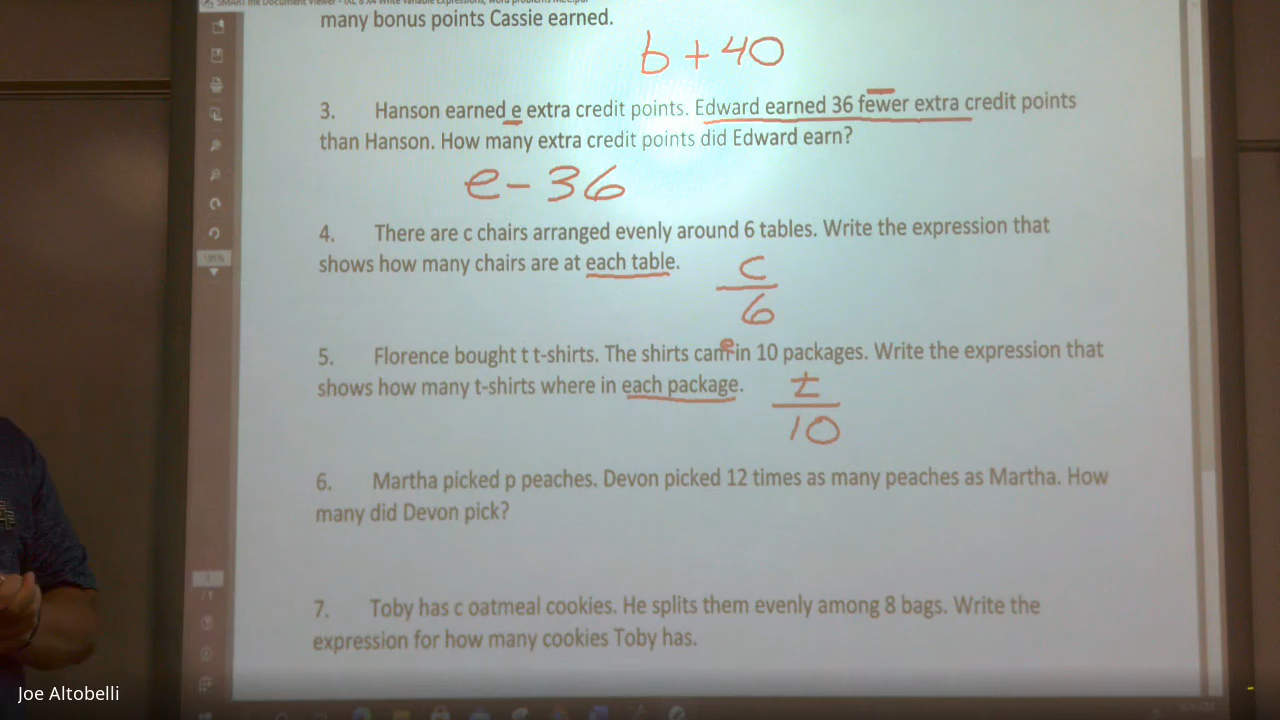 many bonus points Cassie earned.
b + 40
3. Hanson earned e extra credit points. Edward earned 36 fewer extra credit points
than Hanson. How many extra credit points did Edward earn?
e - 36
4. There are c chairs arranged evenly around 6 tables. Write the expression that
shows how many chairs are at each table.
c
6
5. Florence bought t t-shirts. The shirts came in 10 packages. Write the expression that
shows how many t-shirts where in each package.
t
10
6. Martha picked p peaches. Devon picked 12 times as many peaches as Martha. How
many did Devon pick?
7. Toby has c oatmeal cookies. He splits them evenly among 8 bags. Write the
expression for how many cookies Toby has.
Joe Altobelli